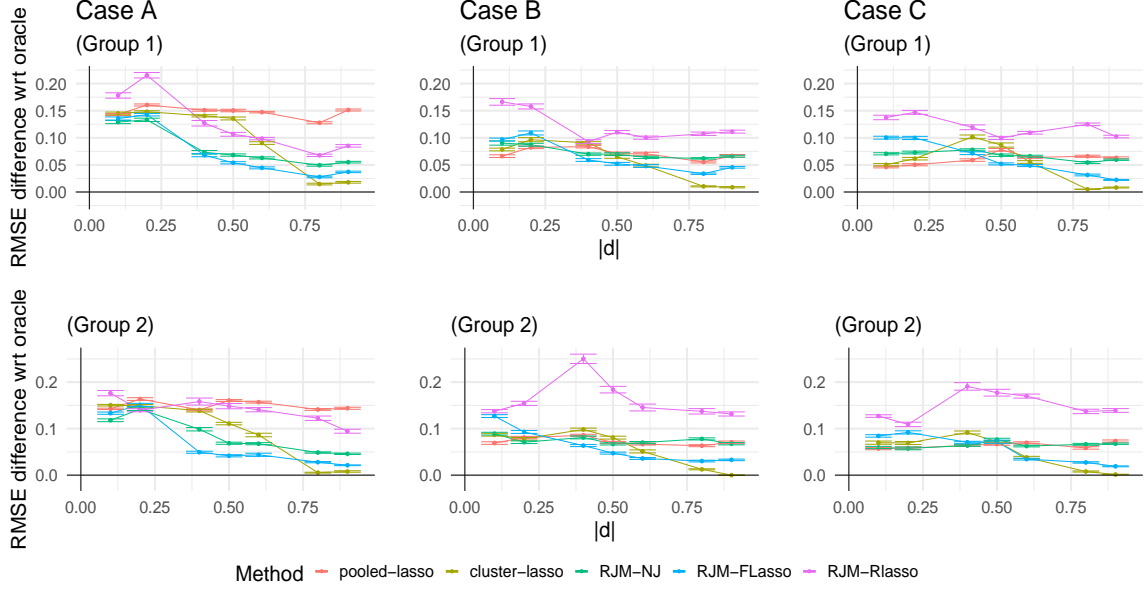 Case A
Case B
Case C
(Group 1)
(Group 1)
(Group 1)
RMSE difference wrt oracle
0.20
0.15
0.10
0.05
0.00
0.20
0.15
0.10
0.05
0.00
0.20
0.15
0.10
0.05
0.00
0.00 0.25 0.50 0.75
0.00 0.25 0.50 0.75
0.00 0.25 0.50 0.75
|d|
(Group 2)
(Group 2)
(Group 2)
RMSE difference wrt oracle
0.2
0.1
0.0
0.2
0.1
0.0
0.2
0.1
0.0
0.00 0.25 0.50 0.75
0.00 0.25 0.50 0.75
0.00 0.25 0.50 0.75
|d|
Method pooled−lasso cluster−lasso RJM−NJ RJM−FLasso RJM−Rlasso